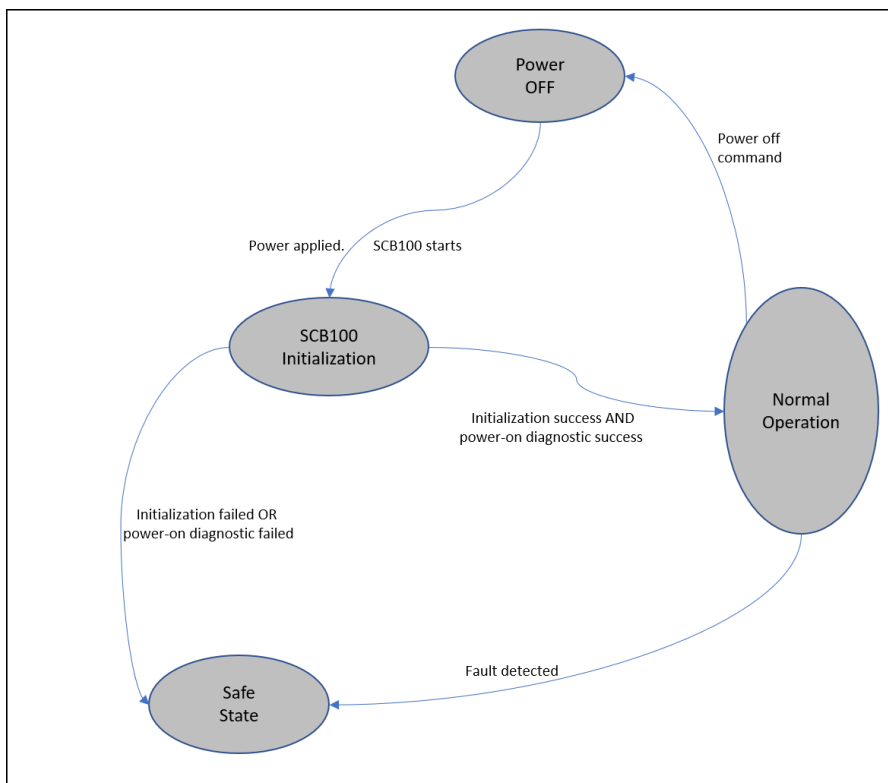 Power
OFF
Power off
command
Power applied. SCB100 starts
SCB100
Initialization
Normal
Operation
Initialization success AND
power-on diagnostic success
Initialization failed OR
power-on diagnostic failed
Fault detected
Safe
State